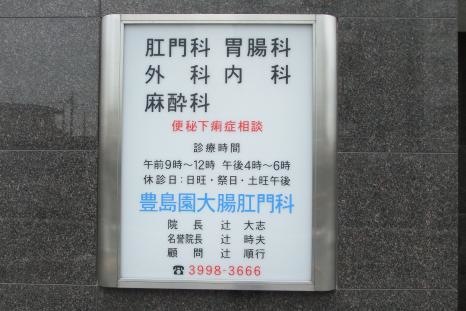 肛門科 胃腸科
外科 内科
麻酔科
便秘下痢症相談
診療時間
午前9時〜12時 午後4時〜6時
休診日:日旺・祭日・土旺午後
豊島園大腸肛門科
院長 辻 大志
名誉院長 辻 時夫
顧問 辻 順行
☎3998-3666